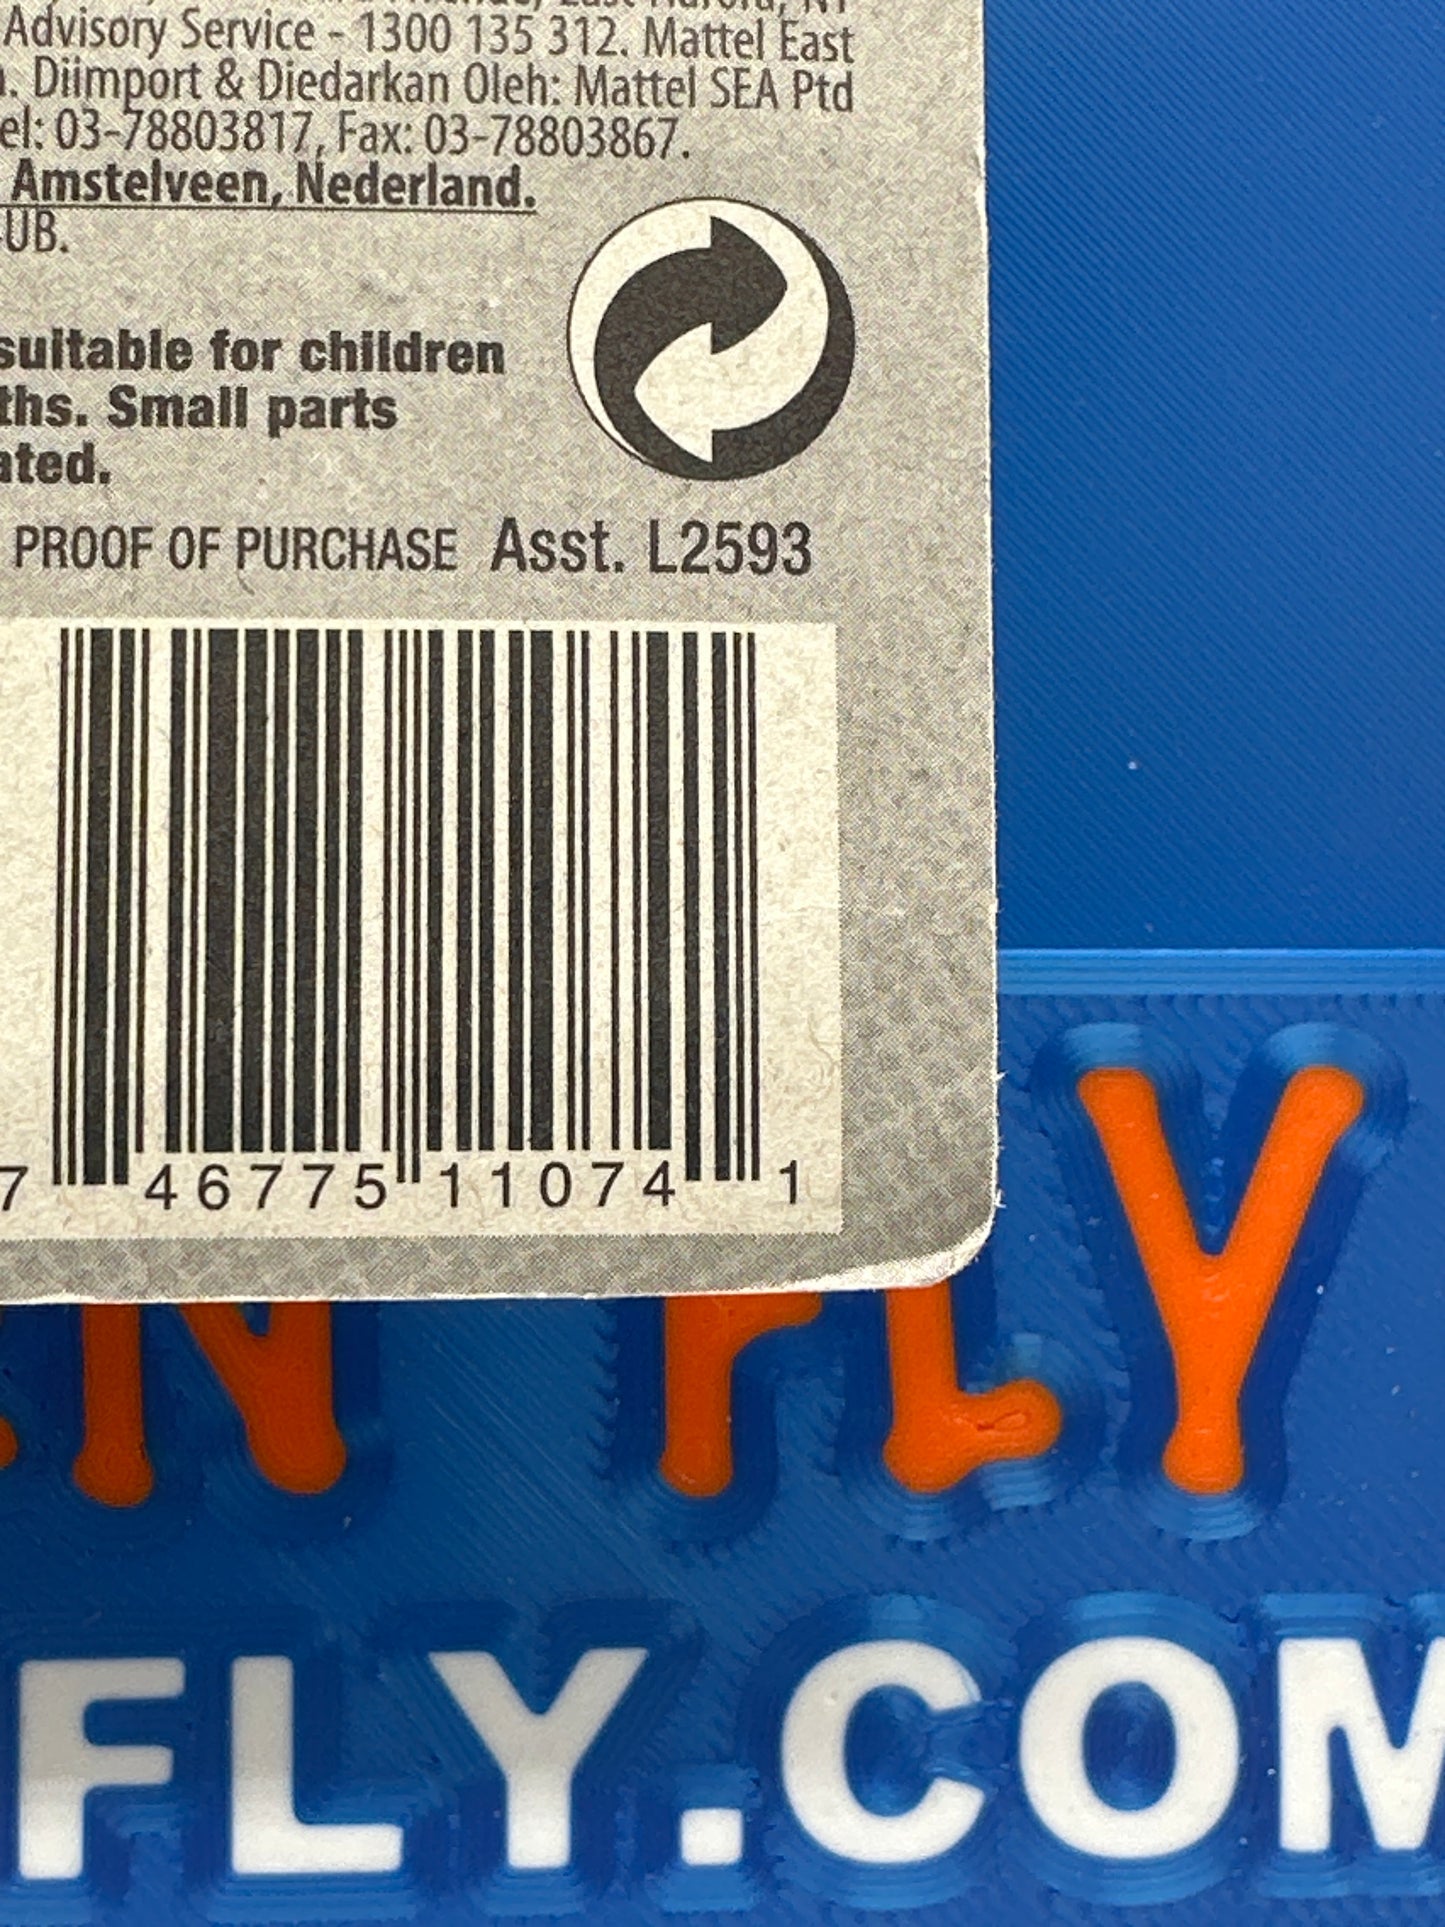 Advisory Service - 1300 135 312. Mattel East
Diimport & Diedarkan Oleh: Mattel SEA Ptd
Tel: 03-78803817, Fax: 03-78803867.
Amstelveen, Nederland.
-UB.
suitable for children
ths. Small parts
ated.
PROOF OF PURCHASE Asst. L2593
7 46775 11074 1
N FLY
FLY.COM